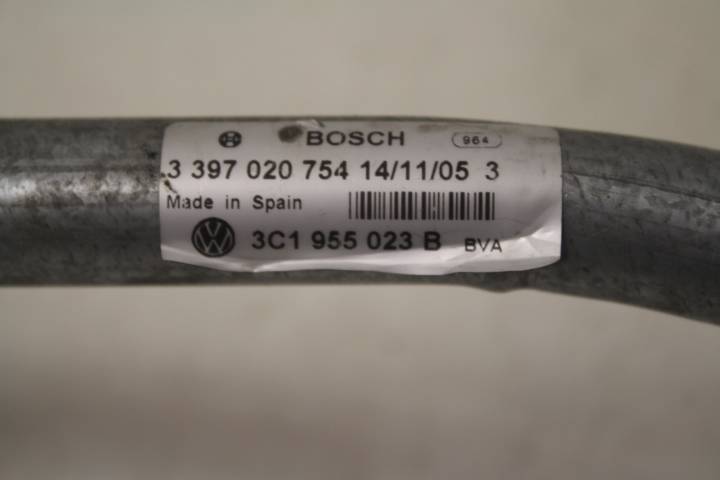 BOSCH 964
3 397 020 754 14/11/05 3
Made in Spain
3C1 955 023 B BVA